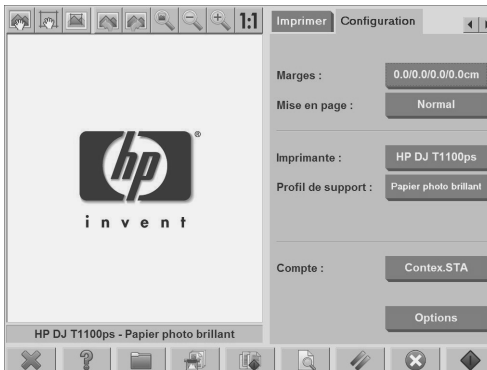 1:1
Imprimer Configuration
Marges : 0.0/0.0/0.0/0.0cm
Mise en page : Normal
hp ®
invent
Imprimante : HP DJ T1100ps
Profil de support : Papier photo brillant
Compte : Contex.STA
Options
HP DJ T1100ps - Papier photo brillant
?